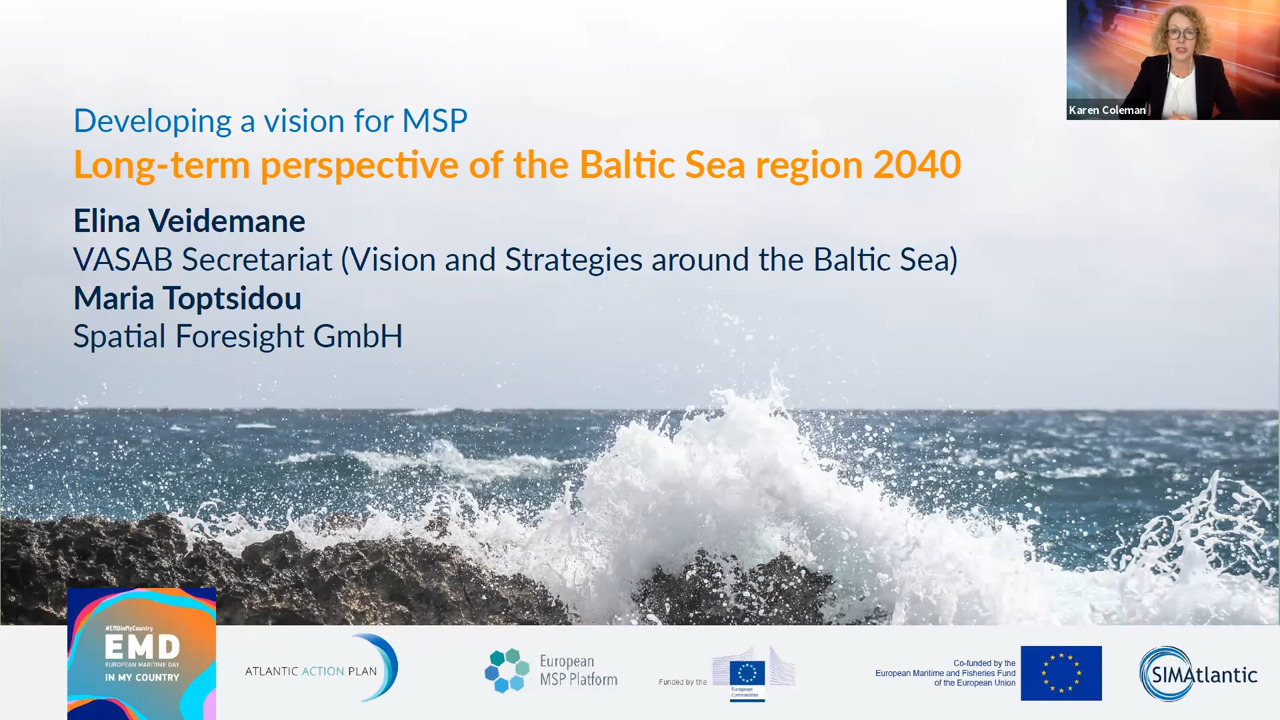 Karen Coleman
Developing a vision for MSP
Long-term perspective of the Baltic Sea region 2040
Elina Veidemane
VASAB Secretariat (Vision and Strategies around the Baltic Sea)
Maria Toptsidou
Spatial Foresight GmbH
#EMDinMyCountry
EMD
EUROPEAN MARITIME DAY
IN MY COUNTRY
ATLANTIC ACTION PLAN
European
MSP Platform
Funded by the
European
Commission
Co-funded by the
European Maritime and Fisheries Fund
of the European Union
SIMAtlantic